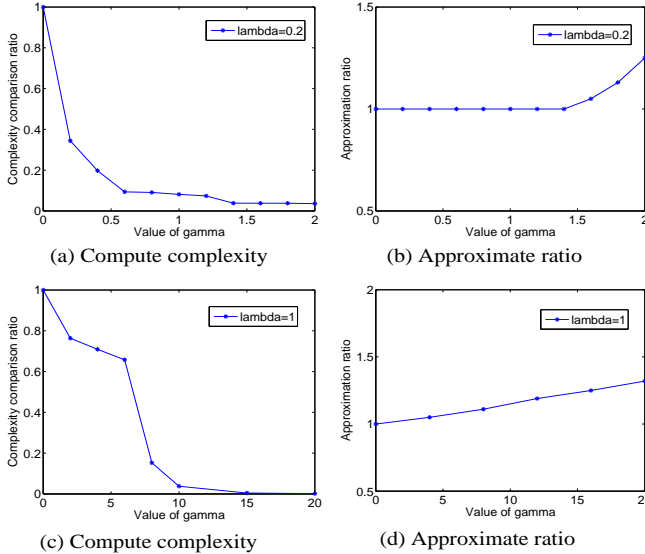 1
0.8
0.6
0.4
0.2
0
0 0.5 1 1.5 2
Complexity comparison ratio
Value of gamma
lambda=0.2
(a) Compute complexity
1.5
1
0.5
0 0.5 1 1.5 2
Approximation ratio
Value of gamma
lambda=0.2
(b) Approximate ratio
1
0.8
0.6
0.4
0.2
0
0 5 10 15 20
Complexity comparison ratio
Value of gamma
lambda=1
(c) Compute complexity
2
1.5
1
0.5
0 5 10 15 20
Approximation ratio
Value of gamma
lambda=1
(d) Approximate ratio